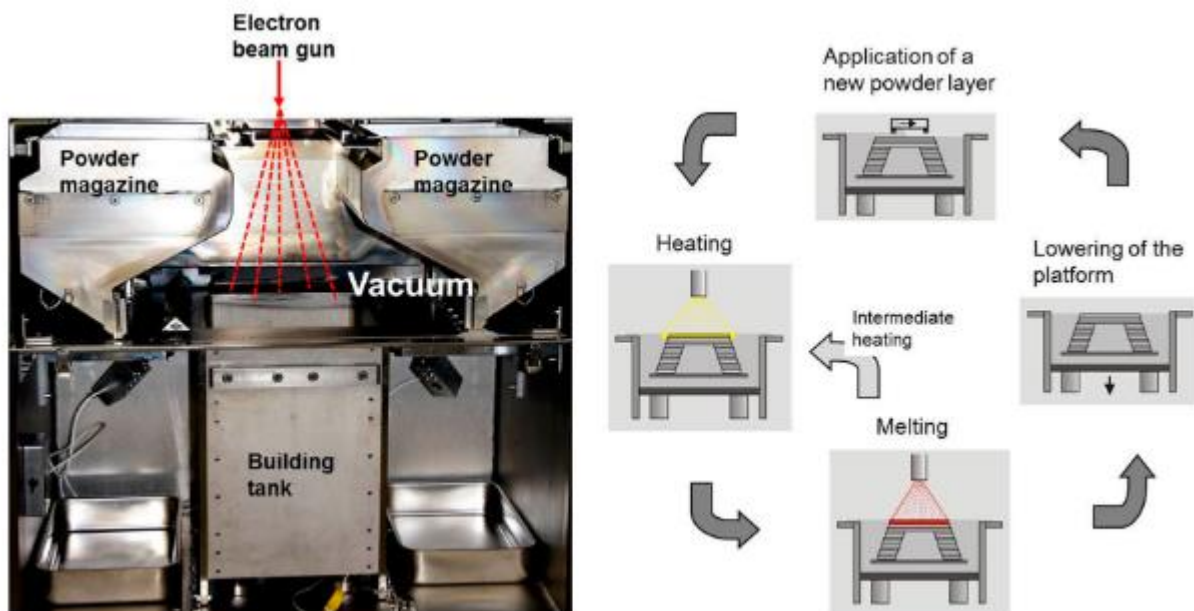 Electron
beam gun
Powder
magazine
Powder
magazine
Vacuum
Building
tank
Application of a
new powder layer
Heating
Lowering of the
platform
Intermediate
heating
Melting